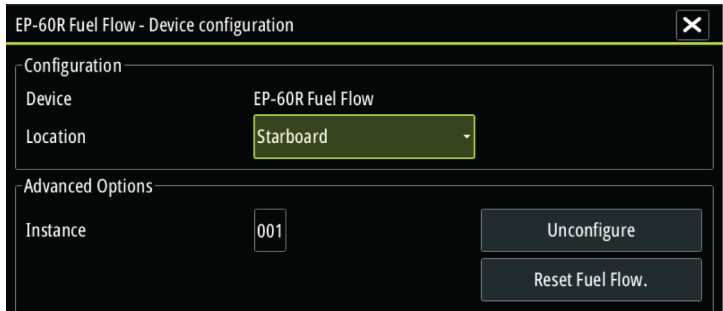 EP-60R Fuel Flow - Device configuration
Configuration
Device EP-60R Fuel Flow
Location Starboard
Advanced Options
Instance 001 Unconfigure
Reset Fuel Flow.